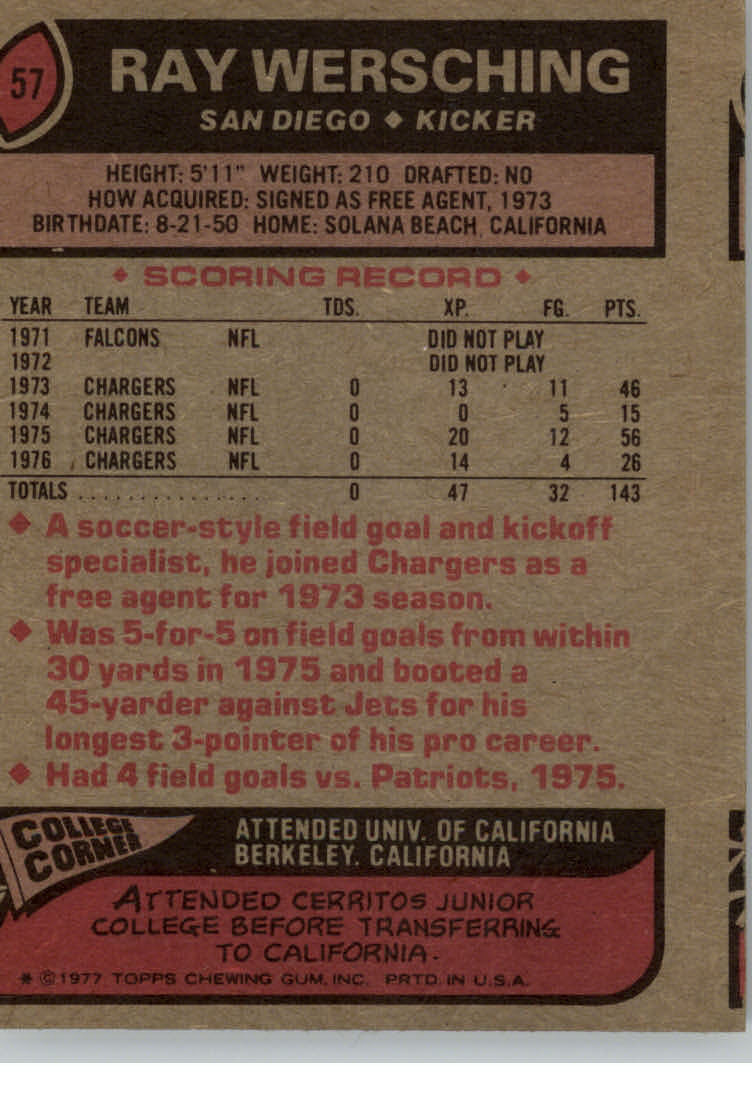 57
RAY WERSCHING
SAN DIEGO ◆ KICKER
HEIGHT: 5'11" WEIGHT: 210 DRAFTED: NO
HOW ACQUIRED: SIGNED AS FREE AGENT, 1973
BIRTHDATE: 8-21-50 HOME: SOLANA BEACH, CALIFORNIA
◆ SCORING RECORD ◆
YEAR TEAM TDS. XP. FG. PTS.
1971 FALCONS NFL DID NOT PLAY
1972 DID NOT PLAY
1973 CHARGERS NFL 0 13 11 46
1974 CHARGERS NFL 0 0 5 15
1975 CHARGERS NFL 0 20 12 56
1976 CHARGERS NFL 0 14 4 26
TOTALS ................ 0 47 32 143
◆ A soccer-style field goal and kickoff
specialist, he joined Chargers as a
free agent for 1973 season.
◆ Was 5-for-5 on field goals from within
30 yards in 1975 and booted a
45-yarder against Jets for his
longest 3-pointer of his pro career.
◆ Had 4 field goals vs. Patriots, 1975.
COLLEGE
CORNER
ATTENDED UNIV. OF CALIFORNIA
BERKELEY, CALIFORNIA
ATTENDED CERRITOS JUNIOR
COLLEGE BEFORE TRANSFERRING
TO CALIFORNIA.
* ©1977 TOPPS CHEWING GUM, INC. PRTD. IN U.S.A.